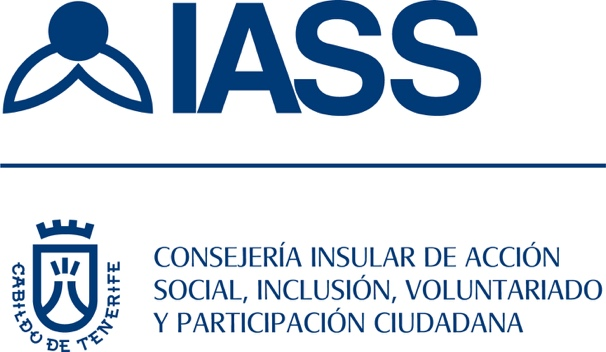 IASS
CABILDO DE TENERIFE
CONSEJERÍA INSULAR DE ACCIÓN
SOCIAL, INCLUSIÓN, VOLUNTARIADO
Y PARTICIPACIÓN CIUDADANA